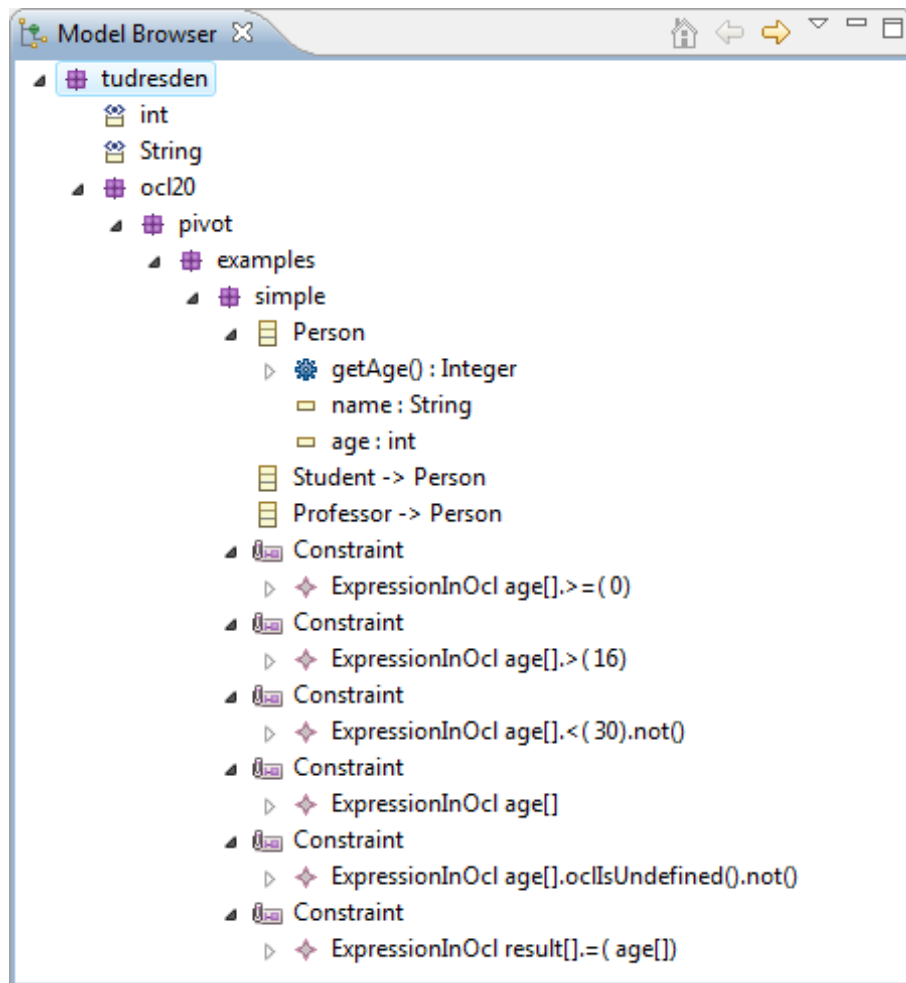 Model Browser
tudresden
int
String
ocl20
pivot
examples
simple
Person
getAge() : Integer
name : String
age : int
Student -> Person
Professor -> Person
Constraint
ExpressionInOcl age[].>=( 0)
Constraint
ExpressionInOcl age[].>( 16)
Constraint
ExpressionInOcl age[].<( 30).not()
Constraint
ExpressionInOcl age[]
Constraint
ExpressionInOcl age[].oclIsUndefined().not()
Constraint
ExpressionInOcl result[].=( age[])